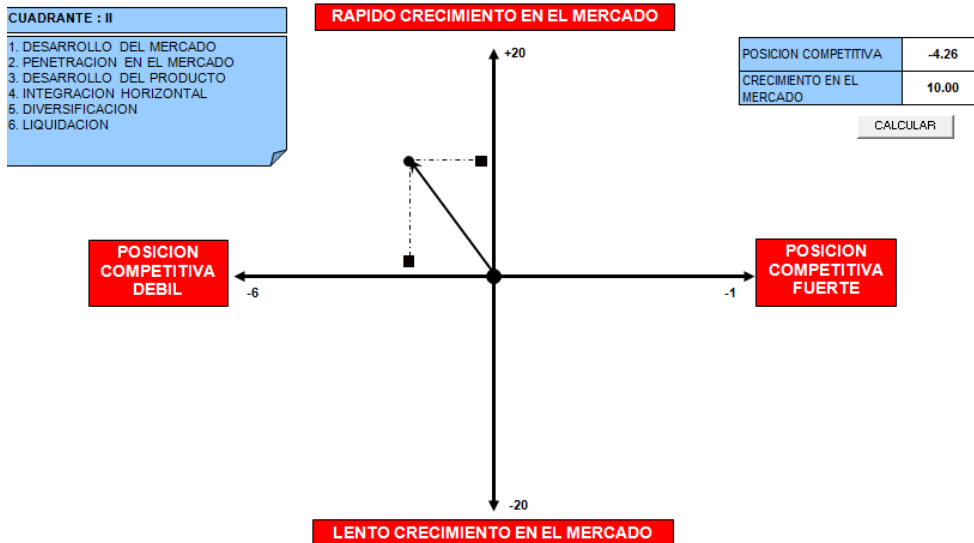 CUADRANTE : II
1. DESARROLLO DEL MERCADO
2. PENETRACION EN EL MERCADO
3. DESARROLLO DEL PRODUCTO
4. INTEGRACION HORIZONTAL
5. DIVERSIFICACION
6. LIQUIDACION
RAPIDO CRECIMIENTO EN EL MERCADO
+20
POSICION COMPETITIVA -4.26
CRECIMIENTO EN EL
MERCADO 10.00
CALCULAR
POSICION
COMPETITIVA
DEBIL
-6
-1
POSICION
COMPETITIVA
FUERTE
-20
LENTO CRECIMIENTO EN EL MERCADO